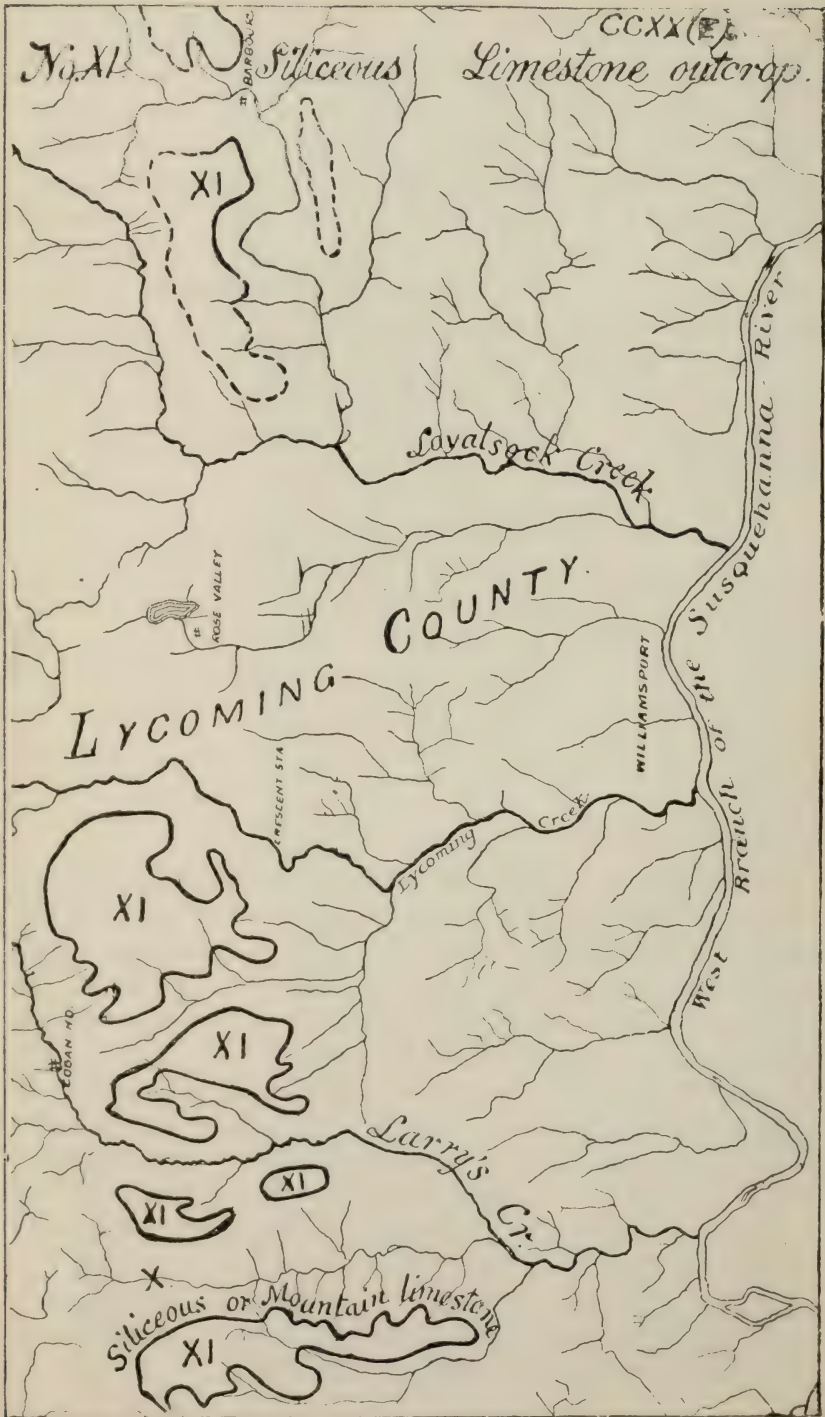 CCXX(E).
No. XI. Siliceous Limestone outcrop.
BARBOURS
XI
Loyalsock Creek
West Branch of the Susquehanna River
ROSE VALLEY
LYCOMING COUNTY.
WILLIAMSPORT
CRESCENT STA
Lycoming Creek
XI
COGAN HO.
XI
Larry's Cr.
XI
XI
X
Siliceous or Mountain limestone
XI